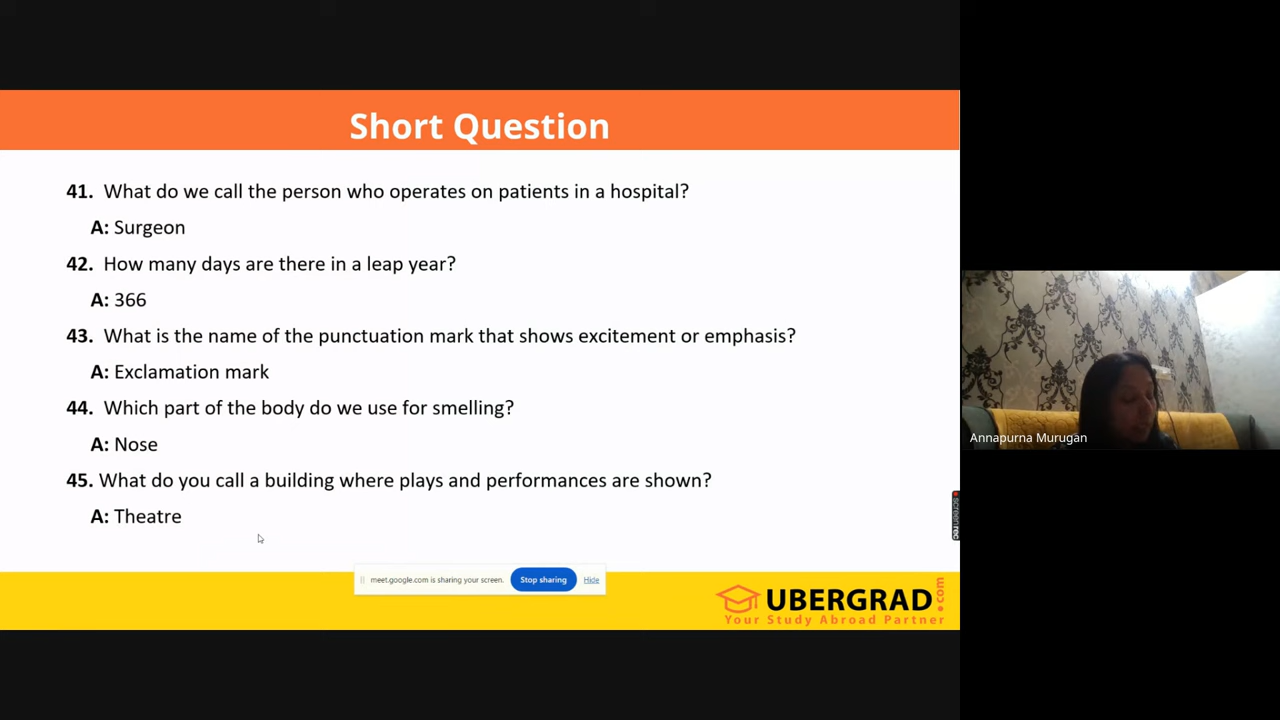 Short Question
41. What do we call the person who operates on patients in a hospital?
A: Surgeon
42. How many days are there in a leap year?
A: 366
43. What is the name of the punctuation mark that shows excitement or emphasis?
A: Exclamation mark
44. Which part of the body do we use for smelling?
A: Nose
45. What do you call a building where plays and performances are shown?
A: Theatre
meet.google.com is sharing your screen. Stop sharing Hide
UBERGRAD.com
Your Study Abroad Partner
Annapurna Murugan
screenrec